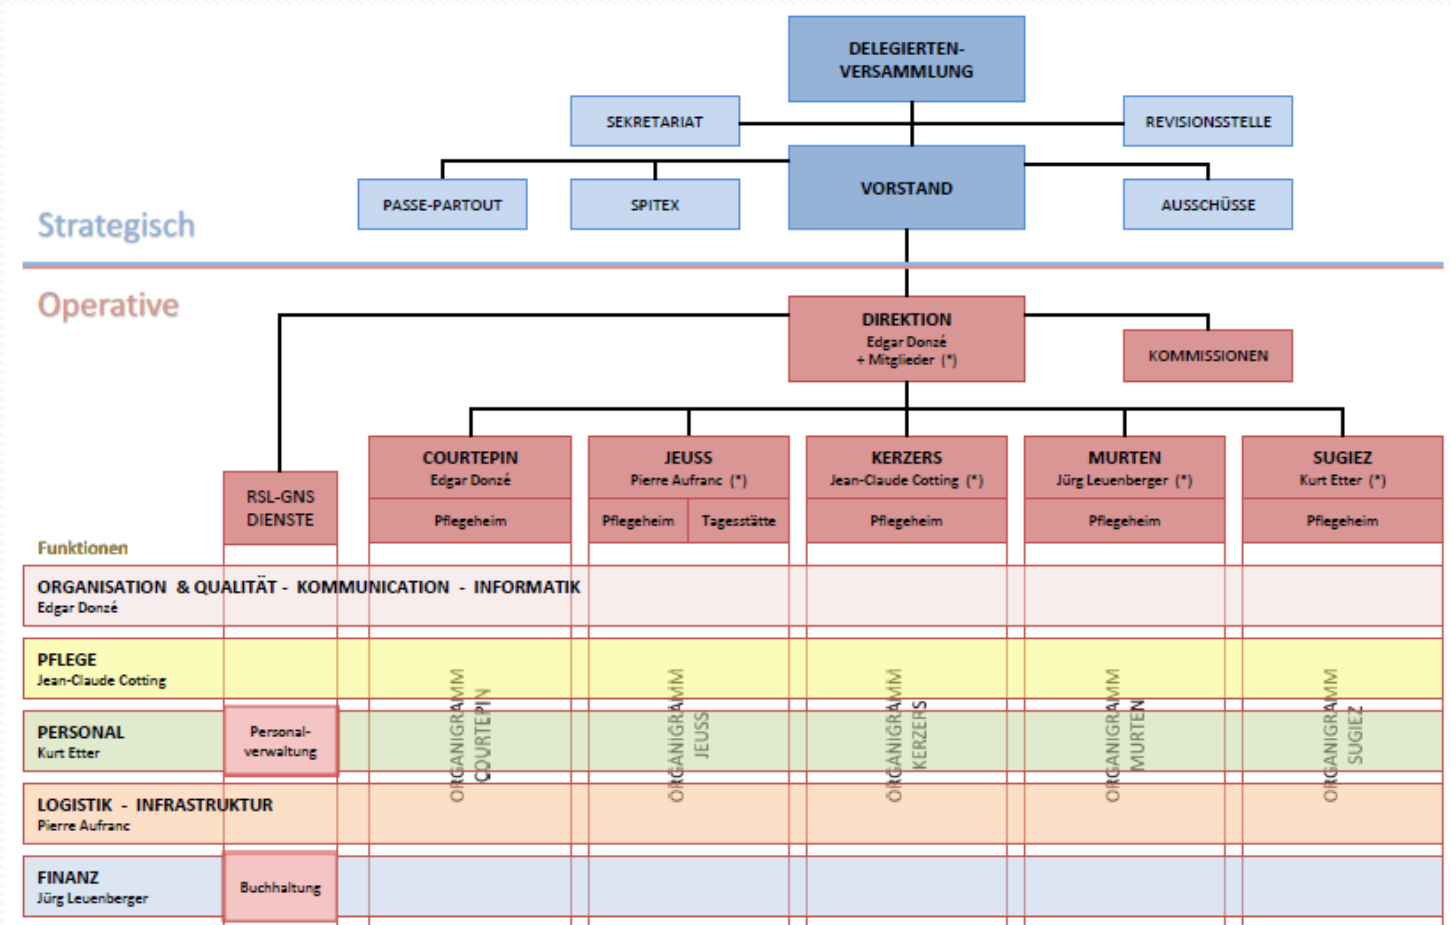 DELEGIERTEN-
VERSAMMLUNG
SEKRETARIAT
REVISIONSSTELLE
VORSTAND
PASSE-PARTOUT
SPITEX
AUSSCHÜSSE
Strategisch
Operative
DIREKTION
Edgar Donzé
+ Mitglieder (*)
KOMMISSIONEN
RSL-GNS
DIENSTE
COURTEPIN
Edgar Donzé
Pflegeheim
JEUSS
Pierre Aufranc (*)
Pflegeheim
Tagesstätte
KERZERS
Jean-Claude Cotting (*)
Pflegeheim
MURTEN
Jürg Leuenberger (*)
Pflegeheim
SUGIEZ
Kurt Etter (*)
Pflegeheim
Funktionen
ORGANISATION & QUALITÄT - KOMMUNICATION - INFORMATIK
Edgar Donzé
PFLEGE
Jean-Claude Cotting
PERSONAL
Kurt Etter
Personal-
verwaltung
LOGISTIK - INFRASTRUKTUR
Pierre Aufranc
FINANZ
Jürg Leuenberger
Buchhaltung
ORGANIGRAMM
COURTEPIN
ORGANIGRAMM
JEUSS
ORGANIGRAMM
KERZERS
ORGANIGRAMM
MURTEN
ORGANIGRAMM
SUGIEZ